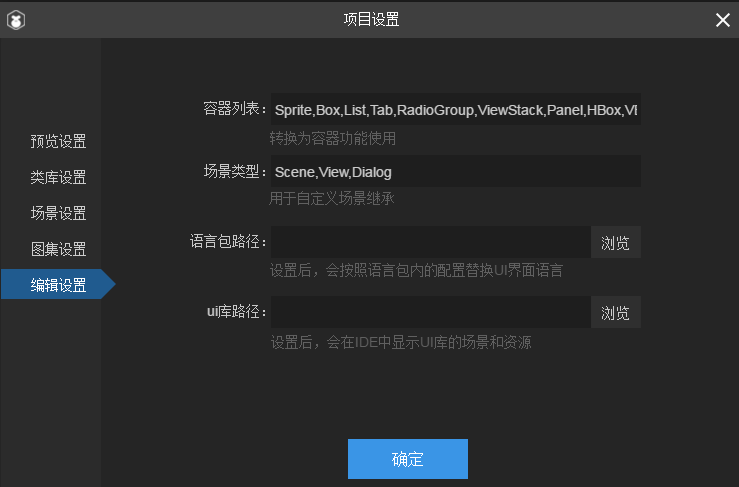 项目设置
预览设置
类库设置
场景设置
图集设置
编辑设置
容器列表：Sprite,Box,List,Tab,RadioGroup,ViewStack,Panel,HBox,VB
转换为容器功能使用
场景类型：Scene,View,Dialog
用于自定义场景继承
语言包路径：浏览
设置后，会按照语言包内的配置替换UI界面语言
ui库路径：浏览
设置后，会在IDE中显示UI库的场景和资源
确定